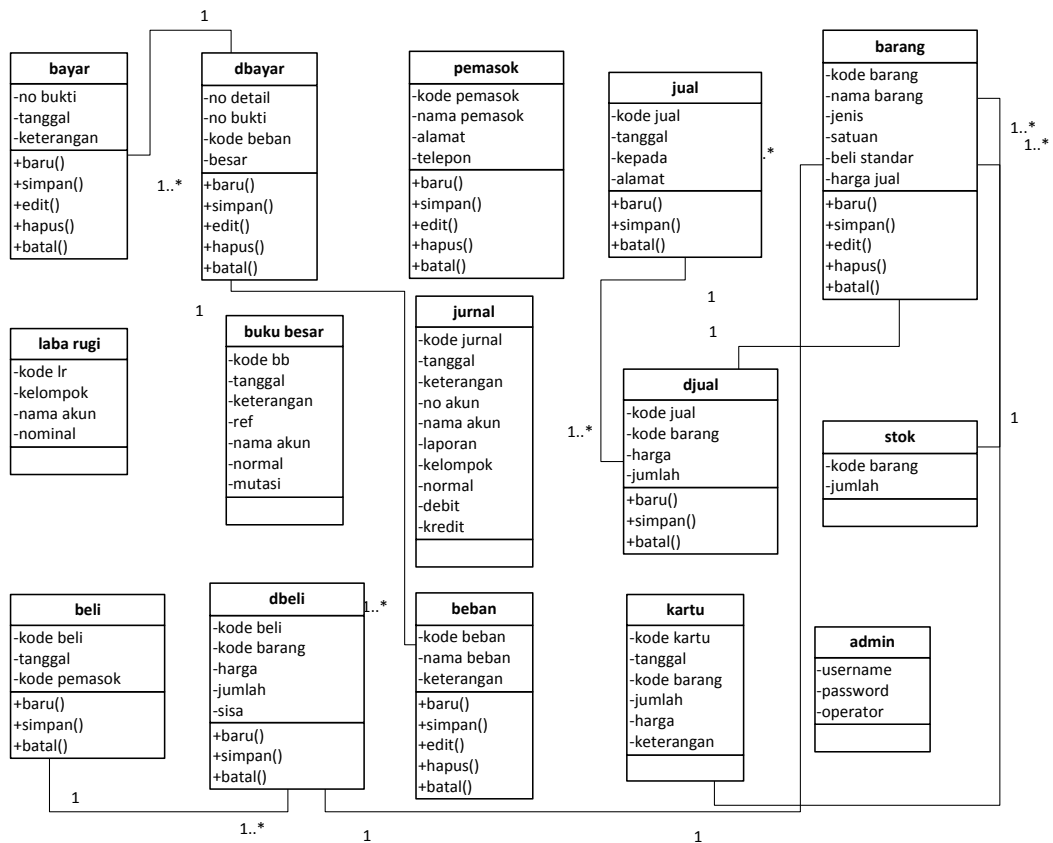 1
bayar
-no bukti
-tanggal
-keterangan
+baru()
+simpan()
+edit()
+hapus()
+batal()
1..*
dbayar
-no detail
-no bukti
-kode beban
-besar
+baru()
+simpan()
+edit()
+hapus()
+batal()
1
pemasok
-kode pemasok
-nama pemasok
-alamat
-telepon
+baru()
+simpan()
+edit()
+hapus()
+batal()
jual
-kode jual
-tanggal
-kepada
-alamat
+baru()
+simpan()
+batal()
.*
1
barang
-kode barang
-nama barang
-jenis
-satuan
-beli standar
-harga jual
+baru()
+simpan()
+edit()
+hapus()
+batal()
1..*
1..*
1
laba rugi
-kode lr
-kelompok
-nama akun
-nominal
buku besar
-kode bb
-tanggal
-keterangan
-ref
-nama akun
-normal
-mutasi
jurnal
-kode jurnal
-tanggal
-keterangan
-no akun
-nama akun
-laporan
-kelompok
-normal
-debit
-kredit
1..*
djual
-kode jual
-kode barang
-harga
-jumlah
+baru()
+simpan()
+batal()
stok
-kode barang
-jumlah
1
beli
-kode beli
-tanggal
-kode pemasok
+baru()
+simpan()
+batal()
1
dbeli
-kode beli
-kode barang
-harga
-jumlah
-sisa
+baru()
+simpan()
+batal()
1..*
1..*
1
beban
-kode beban
-nama beban
-keterangan
+baru()
+simpan()
+edit()
+hapus()
+batal()
kartu
-kode kartu
-tanggal
-kode barang
-jumlah
-harga
-keterangan
1
admin
-username
-password
-operator